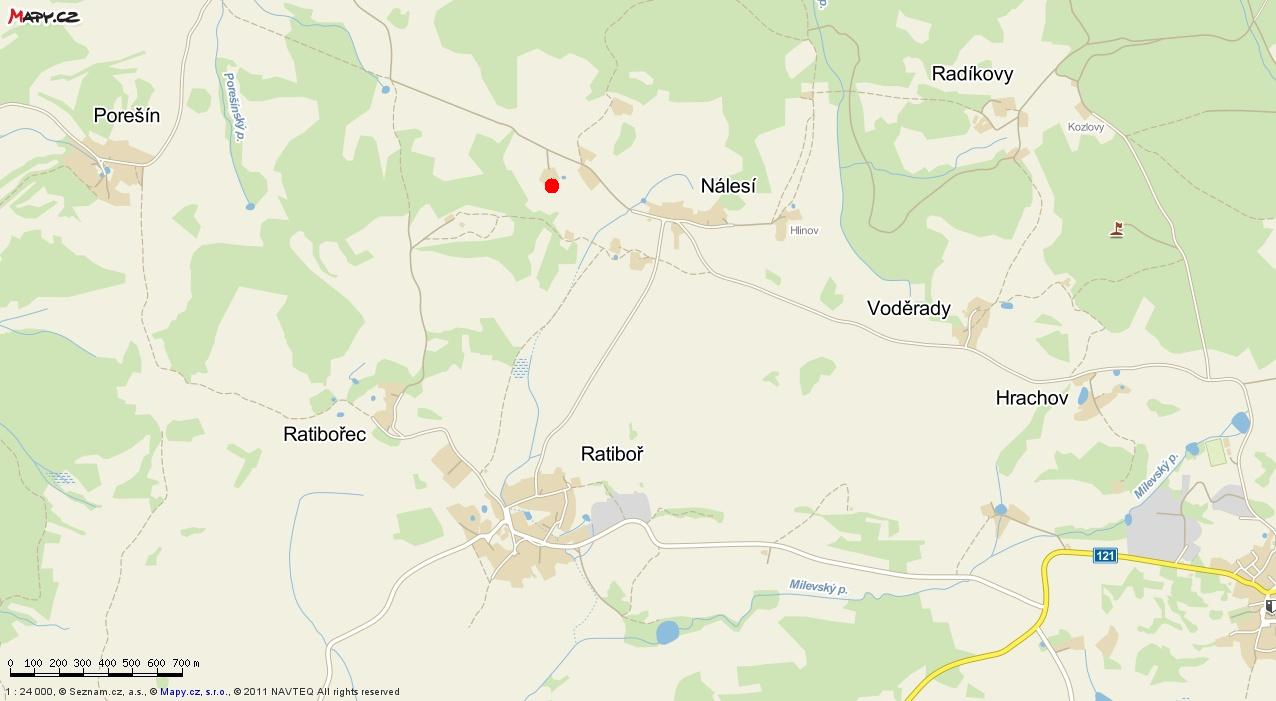 Mapy.cz
p.
Radíkovy
Porešínský p.
Porešín
Kozlovy
Nálesí
Hlinov
Voděrady
Hrachov
Ratibořec
Ratiboř
Milevský p.
121
Milevský p.
0 100 200 300 400 500 600 700 m
1 : 24 000, © Seznam.cz, a.s., © Mapy.cz, s.r.o., © 2011 NAVTEQ All rights reserved